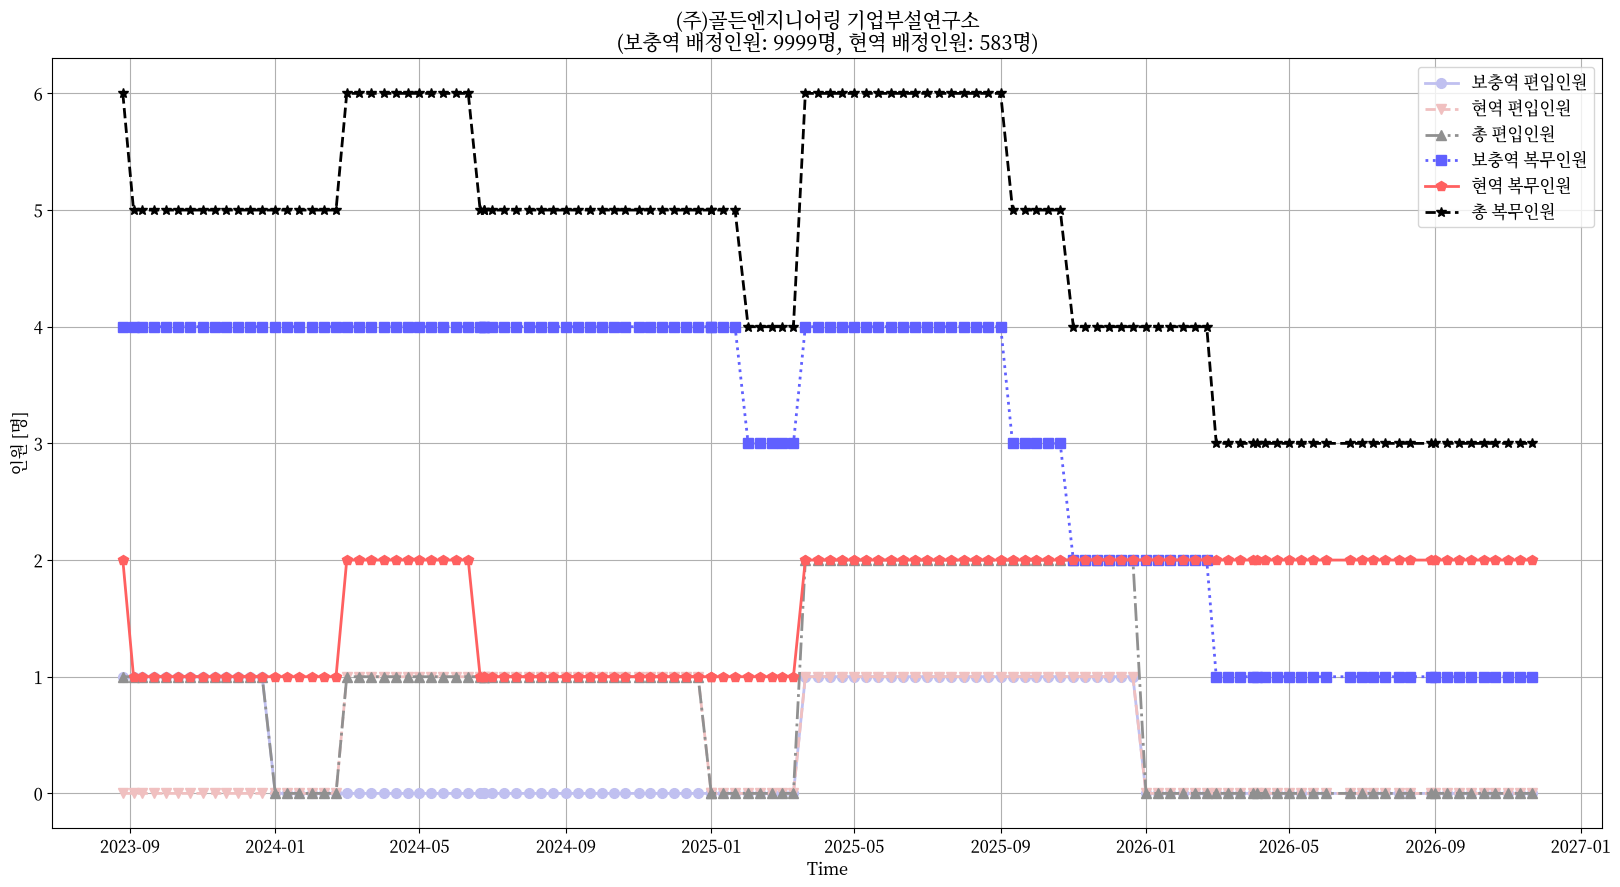 (주)골든엔지니어링 기업부설연구소
(보충역 배정인원: 9999명, 현역 배정인원: 583명)
보충역 편입인원
현역 편입인원
총 편입인원
보충역 복무인원
현역 복무인원
총 복무인원
인원 [명]
6
5
4
3
2
1
0
2023-09 2024-01 2024-05 2024-09 2025-01 2025-05 2025-09 2026-01 2026-05 2026-09 2027-01
Time